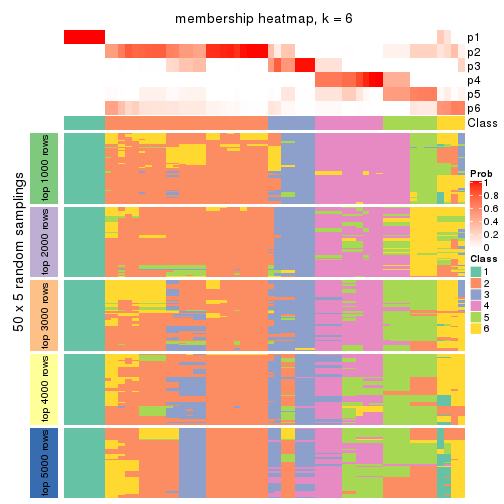 membership heatmap, k = 6
p1
p2
p3
p4
p5
p6
Class
50 x 5 random samplings
top 1000 rows
top 2000 rows
top 3000 rows
top 4000 rows
top 5000 rows
Prob
1
0.8
0.6
0.4
0.2
0
Class
1
2
3
4
5
6